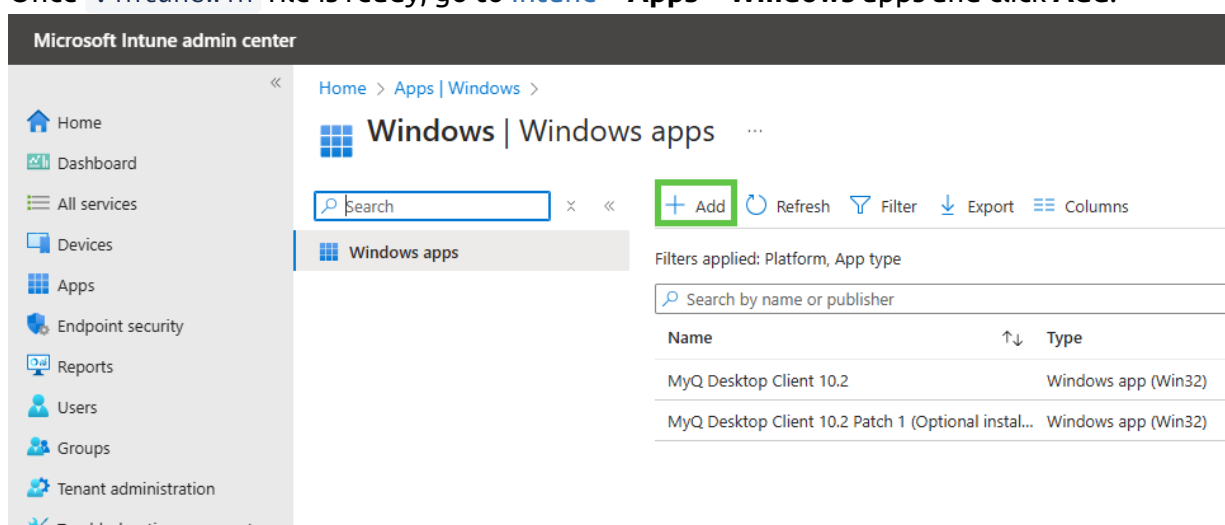 Microsoft Intune admin center
Home > Apps | Windows >
Windows | Windows apps ...
Home
Dashboard
All services
Devices
Apps
Endpoint security
Reports
Users
Groups
Tenant administration
Search
Windows apps
Add Refresh Filter Export Columns
Filters applied: Platform, App type
Search by name or publisher
Name Type
MyQ Desktop Client 10.2 Windows app (Win32)
MyQ Desktop Client 10.2 Patch 1 (Optional instal... Windows app (Win32)